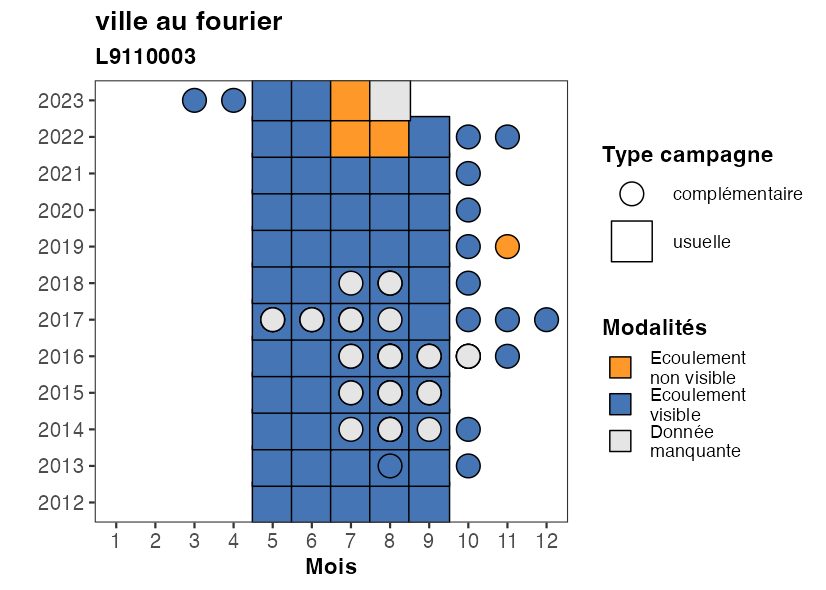 ville au fourier
L9110003
2023
2022
2021
2020
2019
2018
2017
2016
2015
2014
2013
2012
1 2 3 4 5 6 7 8 9 10 11 12
Mois
Type campagne
complémentaire
usuelle
Modalités
Ecoulement
non visible
Ecoulement
visible
Donnée
manquante